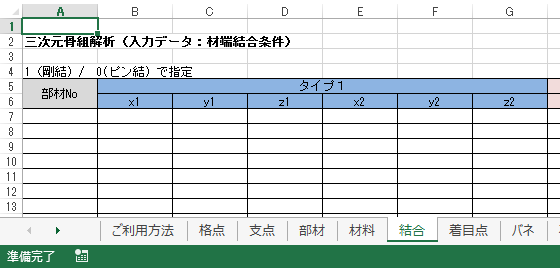 A B C D E F G
1
2 三次元骨組解析（入力データ：材端結合条件）
3
4 1（剛結）/ 0(ピン結）で指定
5 部材No タイプ１
6 x1 y1 z1 x2 y2 z2
7
8
9
10
11
12
13
ご利用方法 格点 支点 部材 材料 結合 着目点 バネ
準備完了